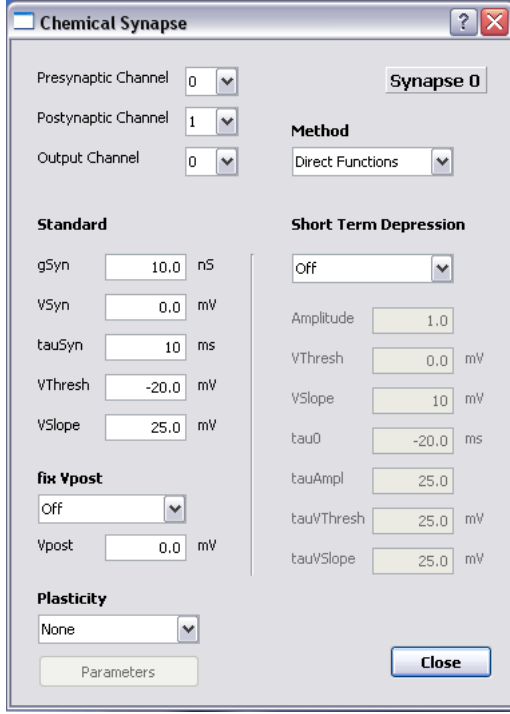 Chemical Synapse
?
Presynaptic Channel 0
Postynaptic Channel 1
Output Channel 0
Synapse 0
Method
Direct Functions
Standard
gSyn 10.0 nS
VSyn 0.0 mV
tauSyn 10 ms
VThresh -20.0 mV
VSlope 25.0 mV
fix Vpost
Off
Vpost 0.0 mV
Plasticity
None
Parameters
Short Term Depression
Off
Amplitude 1.0
VThresh 0.0 mV
VSlope 10 mV
tau0 -20.0 ms
tauAmpl 25.0
tauVThresh 25.0 mV
tauVSlope 25.0 mV
Close